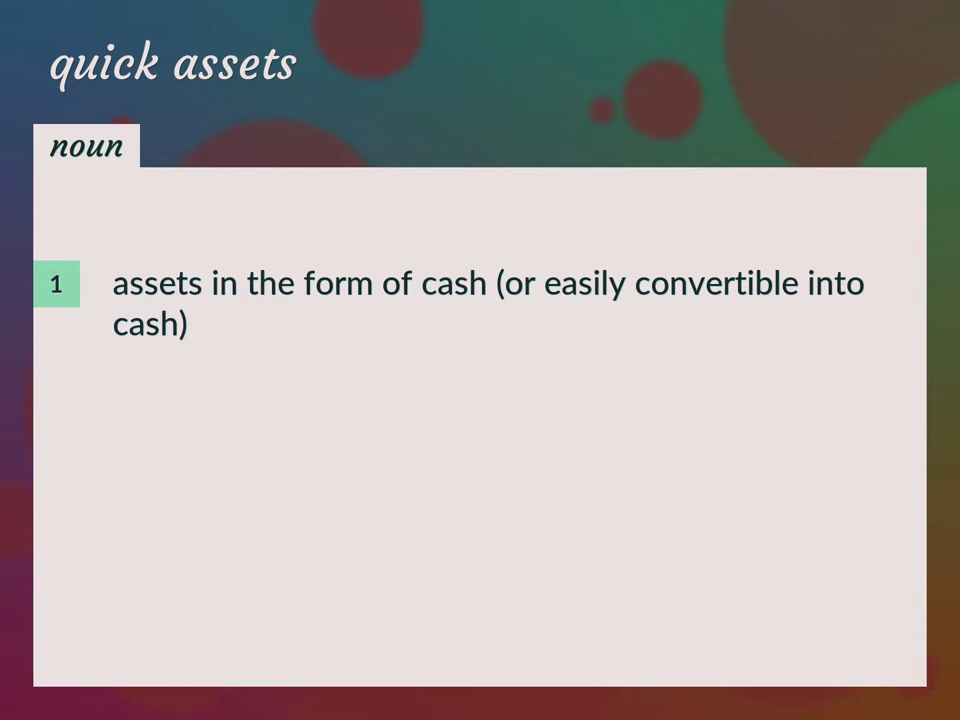 quick assets
noun
1
assets in the form of cash (or easily convertible into
cash)